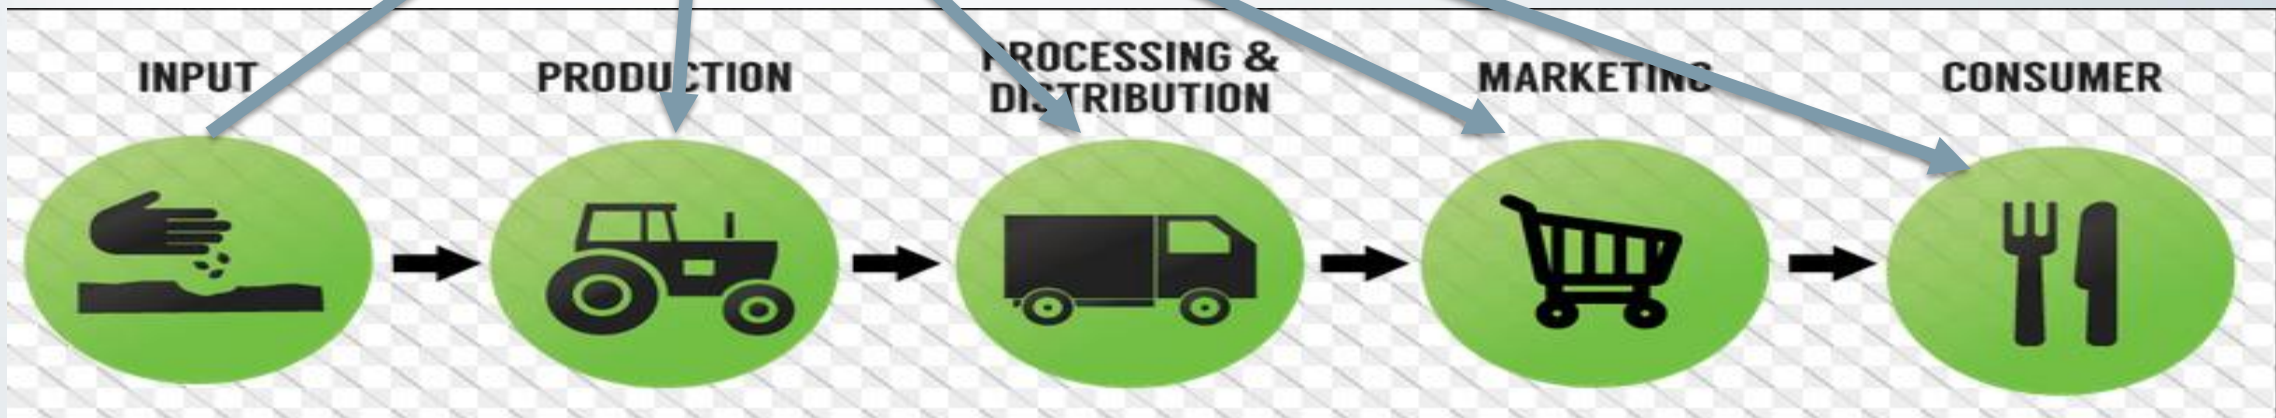 INPUT
PRODUCTION
PROCESSING &
DISTRIBUTION
MARKETING
CONSUMER